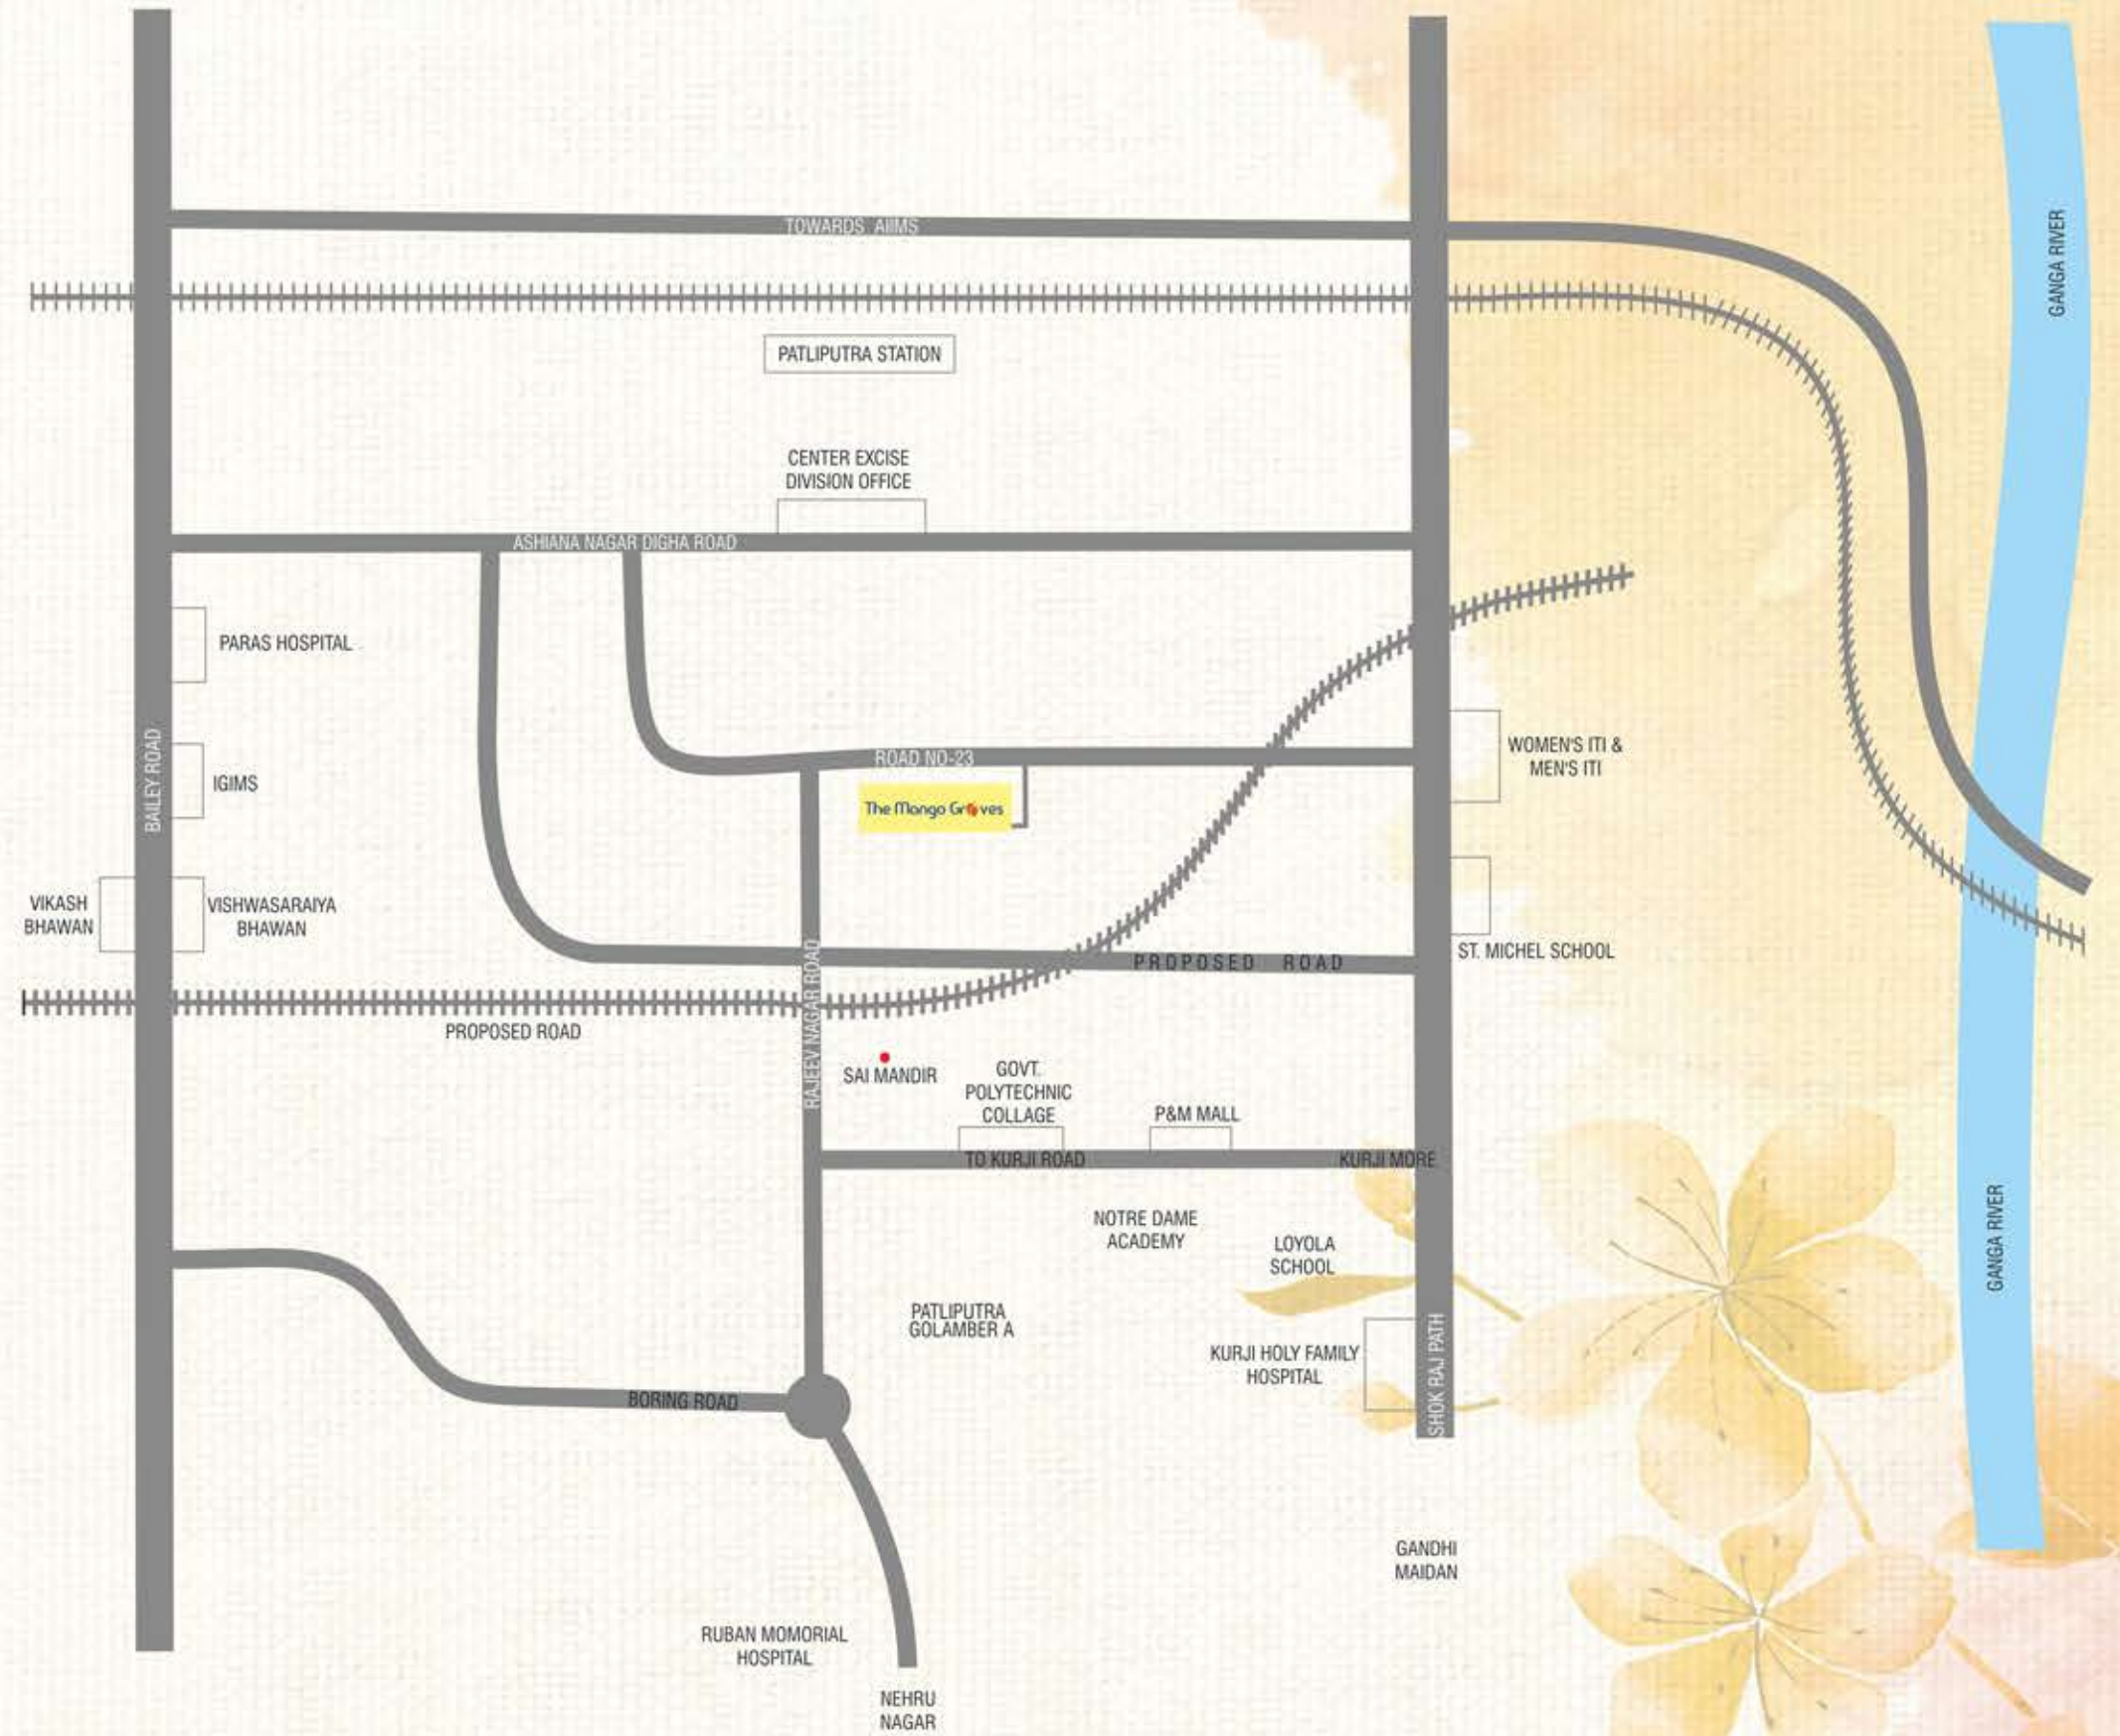 TOWARDS AIIMS
GANGA RIVER
PATLIPUTRA STATION
CENTER EXCISE
DIVISION OFFICE
ASHIANA NAGAR DIGHA ROAD
PARAS HOSPITAL
BAILEY ROAD
IGIMS
ROAD NO-23
The Mango Groves
WOMEN'S ITI &
MEN'S ITI
VIKASH
BHAWAN
VISHWASARAIYA
BHAWAN
ST. MICHEL SCHOOL
PROPOSED ROAD
PROPOSED ROAD
RAJEEV NAGAR ROAD
SAI MANDIR
GOVT.
POLYTECHNIC
COLLAGE
P&M MALL
TO KURJI ROAD
KURJI MORE
NOTRE DAME
ACADEMY
LOYOLA
SCHOOL
GANGA RIVER
PATLIPUTRA
GOLAMBER A
KURJI HOLY FAMILY
HOSPITAL
SHOK RAJ PATH
BORING ROAD
GANDHI
MAIDAN
RUBAN MOMORIAL
HOSPITAL
NEHRU
NAGAR